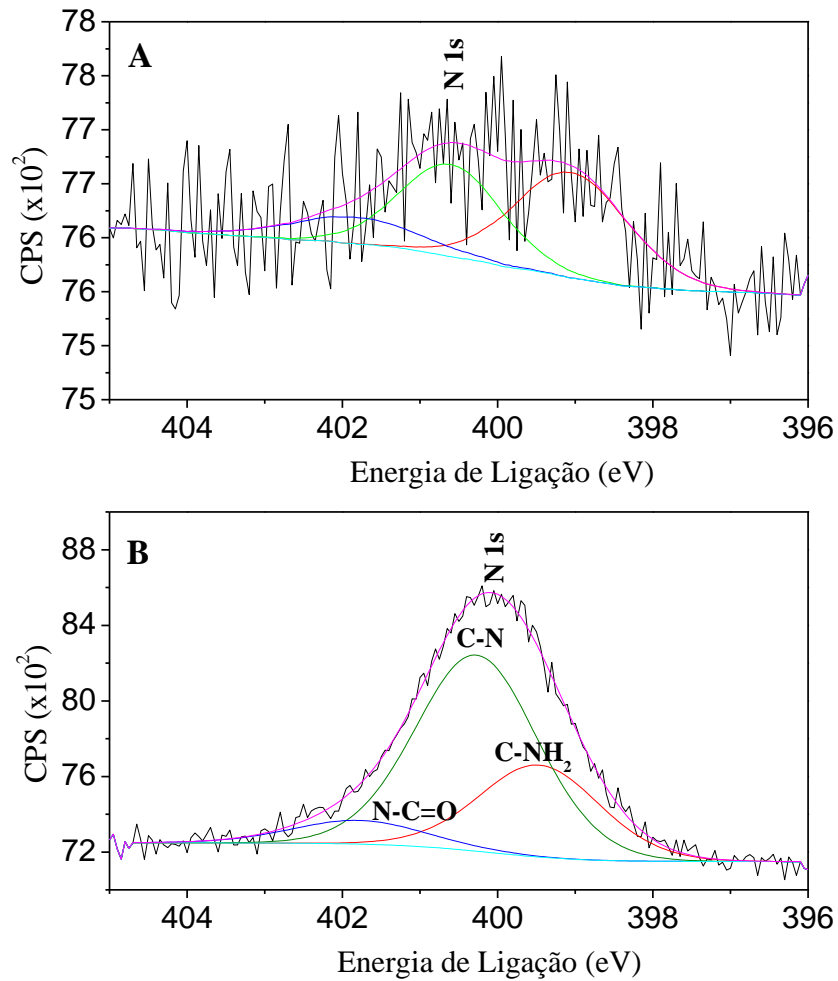 A
N 1s
CPS (x10²)
78
78
77
77
76
76
75
75
404
402
400
398
396
Energia de Ligação (eV)
B
N 1s
C-N
C-NH₂
N-C=O
CPS (x10²)
88
84
80
76
72
404
402
400
398
396
Energia de Ligação (eV)